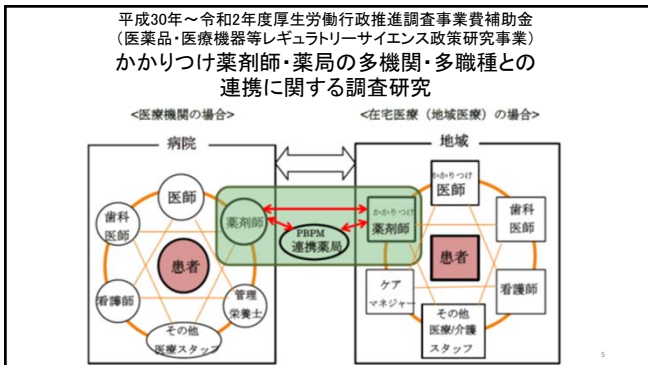 平成30年～令和2年度厚生労働行政推進調査事業費補助金
（医薬品・医療機器等レギュラトリーサイエンス政策研究事業）
かかりつけ薬剤師・薬局の多機関・多職種との
連携に関する調査研究
<医療機関の場合>
<在宅医療（地域医療）の場合>
病院
地域
医師
歯科
医師
薬剤師
患者
看護師
管理
栄養士
その他
医療スタッフ
PBPM
連携薬局
かかりつけ
医師
かかりつけ
薬剤師
歯科
医師
患者
ケア
マネジャー
看護師
その他
医療/介護
スタッフ
5